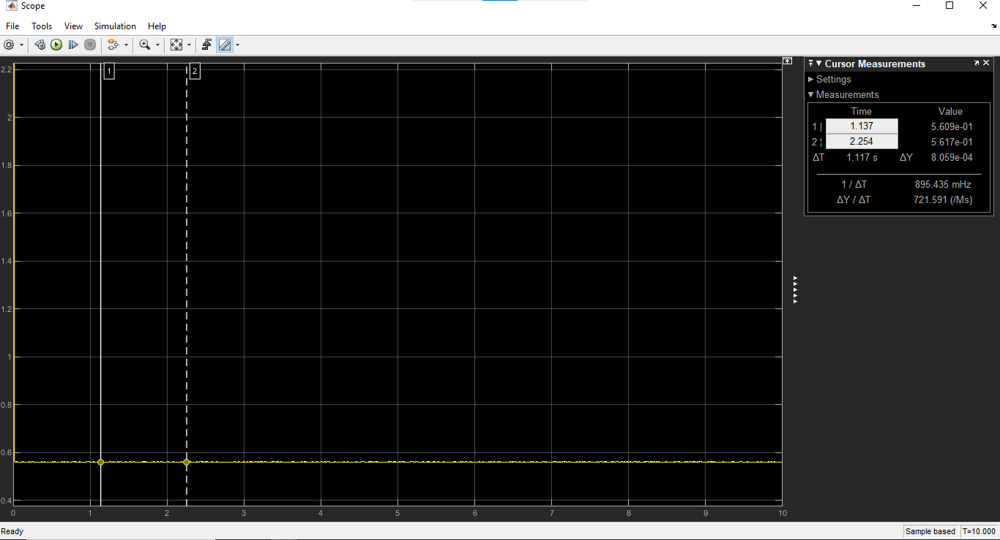 Scope
File Tools View Simulation Help
Cursor Measurements
Settings
Measurements
Time Value
1 1.137 5.609e-01
2 2.254 5.617e-01
ΔT 1.117 s ΔY 8.059e-04
1 / ΔT 895.435 mHz
ΔY / ΔT 721.591 (/Ms)
1 2
2.2
2
1.8
1.6
1.4
1.2
1
0.8
0.6
0.4
0 1 2 3 4 5 6 7 8 9 10
Ready Sample based T=10.000